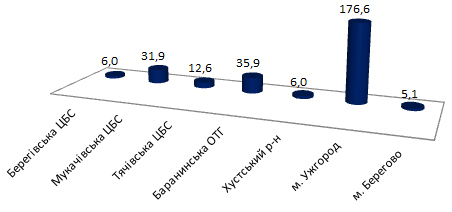 176,6
6,0
31,9
12,6
35,9
6,0
5,1
Берегівська ЦБС
Мукачівська ЦБС
Тячівська ЦБС
Баранинська ОТГ
Хустський р-н
м. Ужгород
м. Берегово